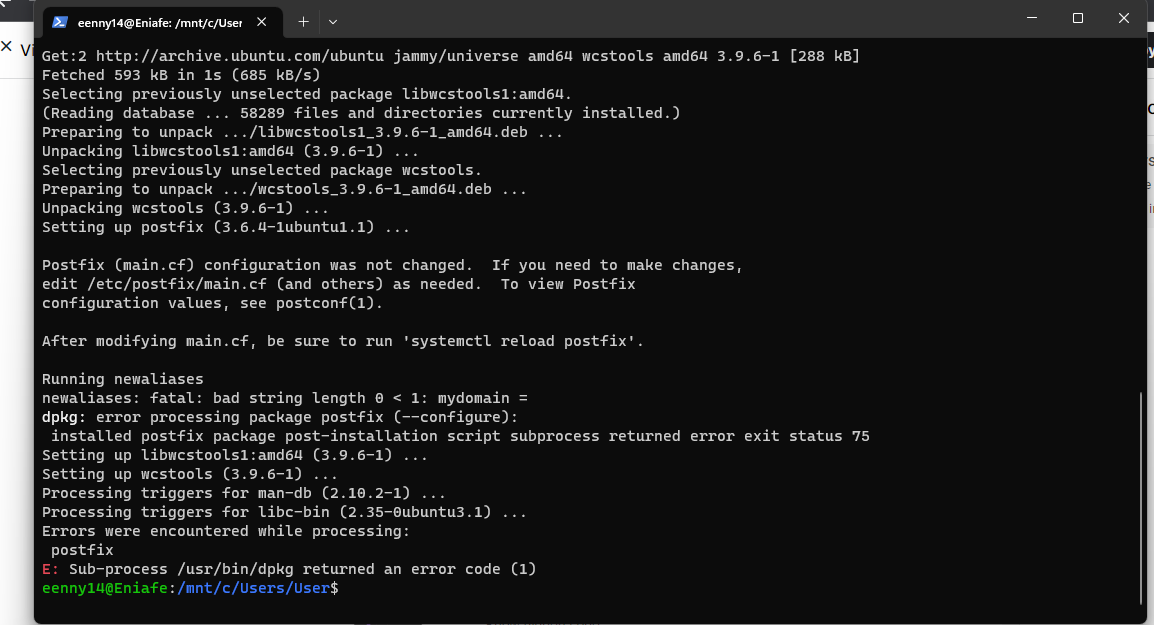 eenny14@Eniafe: /mnt/c/User
Get:2 http://archive.ubuntu.com/ubuntu jammy/universe amd64 wcstools amd64 3.9.6-1 [288 kB]
Fetched 593 kB in 1s (685 kB/s)
Selecting previously unselected package libwcstools1:amd64.
(Reading database ... 58289 files and directories currently installed.)
Preparing to unpack .../libwcstools1_3.9.6-1_amd64.deb ...
Unpacking libwcstools1:amd64 (3.9.6-1) ...
Selecting previously unselected package wcstools.
Preparing to unpack .../wcstools_3.9.6-1_amd64.deb ...
Unpacking wcstools (3.9.6-1) ...
Setting up postfix (3.6.4-1ubuntu1.1) ...
Postfix (main.cf) configuration was not changed.  If you need to make changes,
edit /etc/postfix/main.cf (and others) as needed.  To view Postfix
configuration values, see postconf(1).
After modifying main.cf, be sure to run 'systemctl reload postfix'.
Running newaliases
newaliases: fatal: bad string length 0 < 1: mydomain =
dpkg: error processing package postfix (--configure):
 installed postfix package post-installation script subprocess returned error exit status 75
Setting up libwcstools1:amd64 (3.9.6-1) ...
Setting up wcstools (3.9.6-1) ...
Processing triggers for man-db (2.10.2-1) ...
Processing triggers for libc-bin (2.35-0ubuntu3.1) ...
Errors were encountered while processing:
 postfix
E: Sub-process /usr/bin/dpkg returned an error code (1)
eenny14@Eniafe:/mnt/c/Users/User$